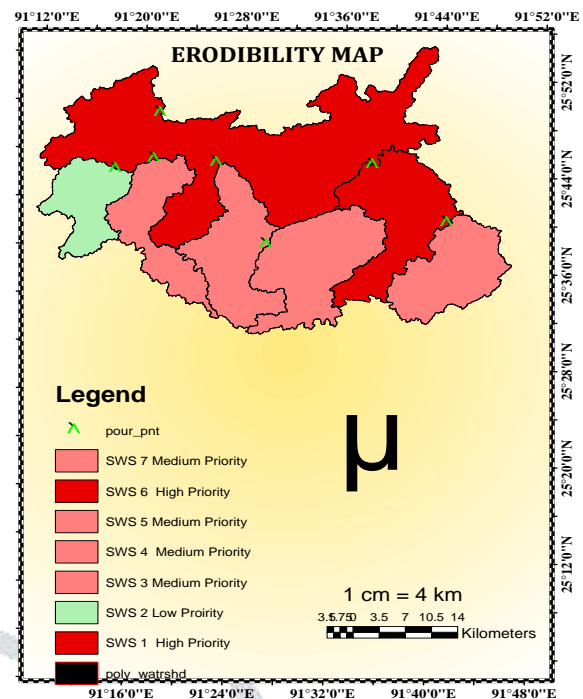 91°12'0"E 91°20'0"E 91°28'0"E 91°36'0"E 91°44'0"E 91°52'0"E
ERODIBILITY MAP
25°52'0"N
25°44'0"N
25°36'0"N
25°28'0"N
25°20'0"N
25°12'0"N
Legend
pour_pnt
SWS 7 Medium Priority
SWS 6 High Priority
SWS 5 Medium Priority
SWS 4 Medium Priority
SWS 3 Medium Priority
SWS 2 Low Proirity
SWS 1 High Priority
poly_watrshd
µ
1 cm = 4 km
3.51.750 3.5 7 10.5 14
Kilometers
91°16'0"E 91°24'0"E 91°32'0"E 91°40'0"E 91°48'0"E